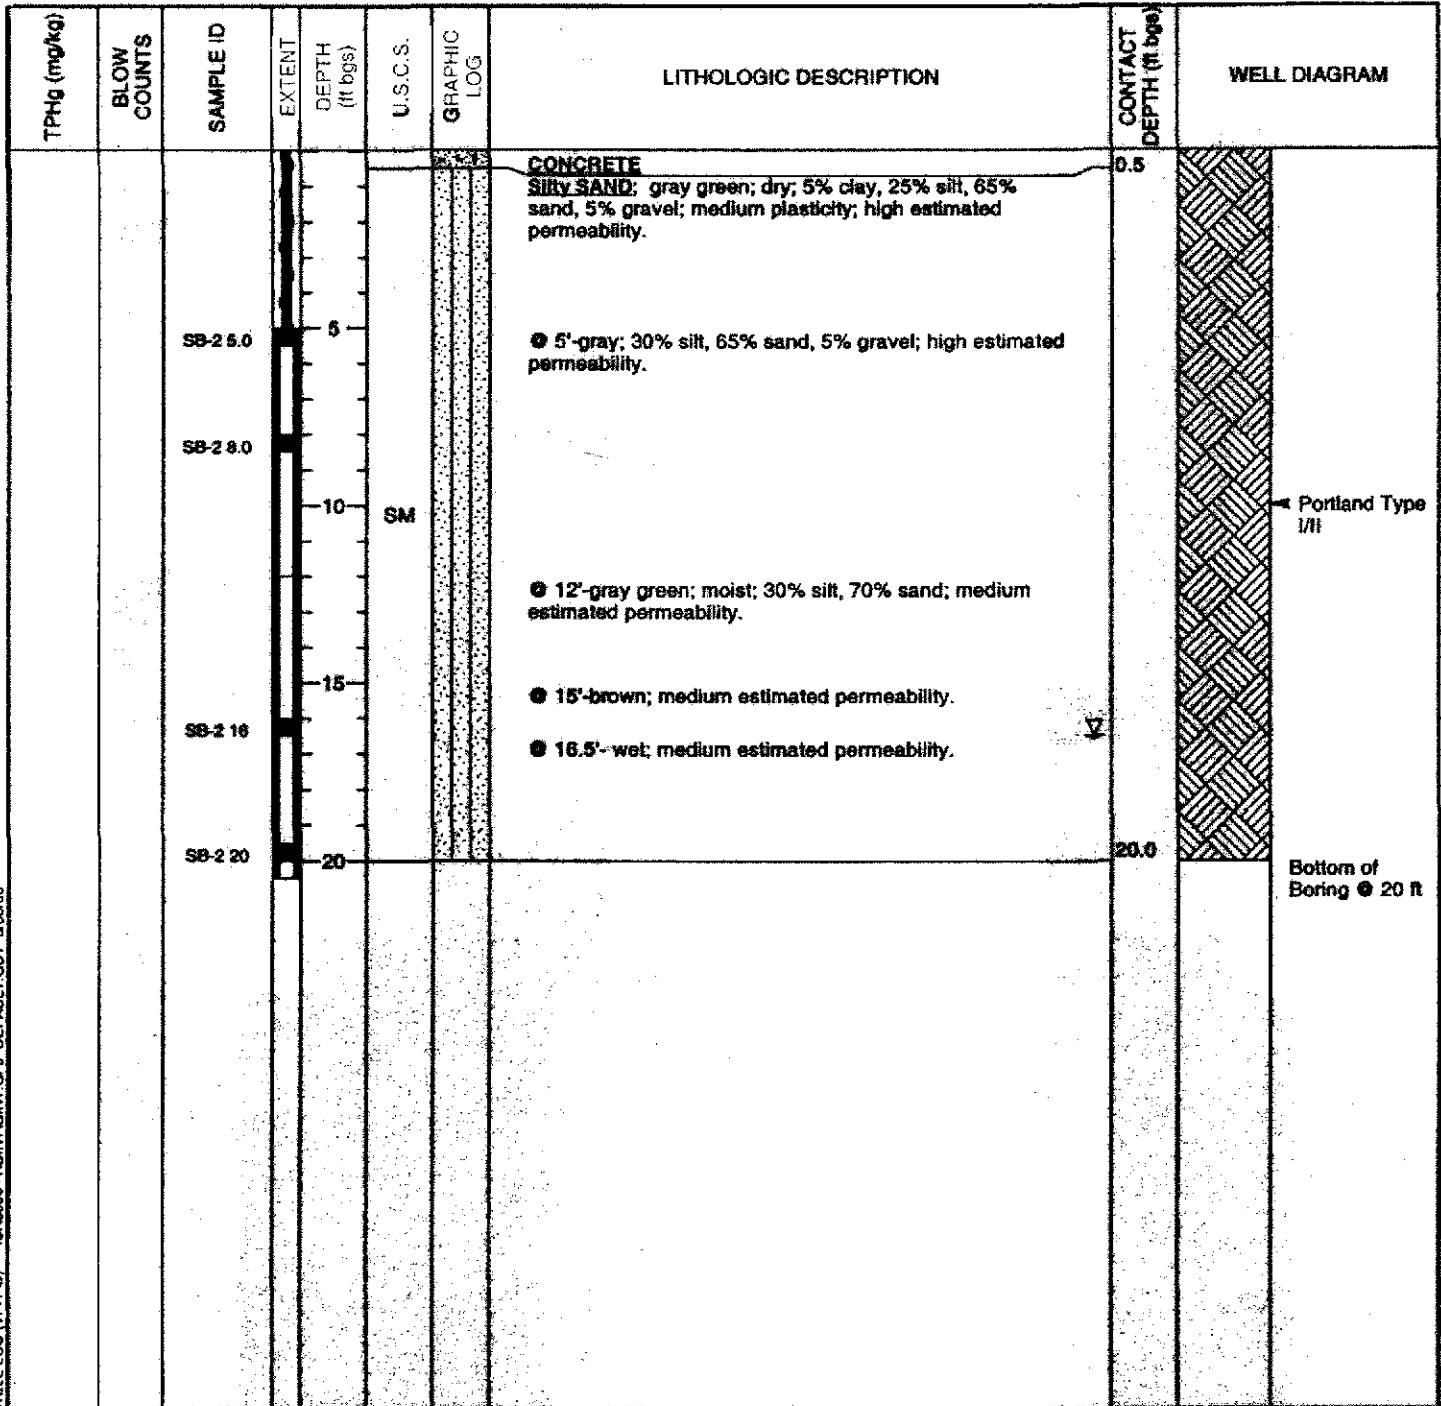 TPHg (mg/kg)
BLOW
COUNTS
SAMPLE ID
EXTENT
DEPTH
(ft bgs)
U.S.C.S.
GRAPHIC
LOG
LITHOLOGIC DESCRIPTION
CONTACT
DEPTH (ft bgs)
WELL DIAGRAM
CONCRETE
0.5
Silty SAND: gray green; dry; 5% clay, 25% silt, 65%
sand, 5% gravel; medium plasticity; high estimated
permeability.
SB-2 5.0
5
@ 5'-gray; 30% silt, 65% sand, 5% gravel; high estimated
permeability.
SB-2 8.0
10
SM
Portland Type
I/II
@ 12'-gray green; moist; 30% silt, 70% sand; medium
estimated permeability.
15
@ 15'-brown; medium estimated permeability.
SB-2 16
@ 16.5'- wet; medium estimated permeability.
SB-2 20
20
20.0
Bottom of
Boring @ 20 ft